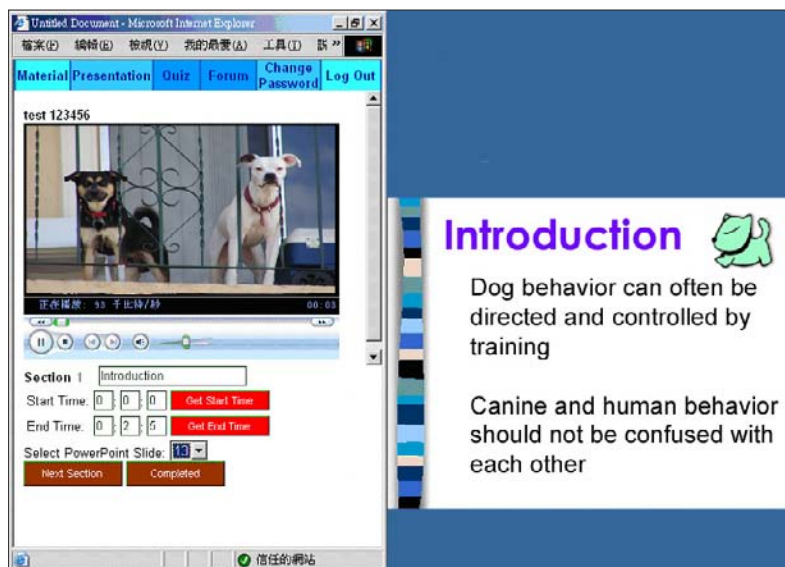 Untitled Document - Microsoft Internet Explorer
檔案(F) 編輯(E) 檢視(V) 我的最愛(A) 工具(T) 說 »
Material Presentation Quiz Forum Change Password Log Out
test 123456
正在播放: 93 千比特/秒 00:03
Section 1 Introduction
Start Time: 0 : 0 : 0 Get Start Time
End Time: 0 : 2 : 5 Get End Time
Select PowerPoint Slide: 13
Next Section Completed
信任的網站
Introduction
Dog behavior can often be
directed and controlled by
training
Canine and human behavior
should not be confused with
each other